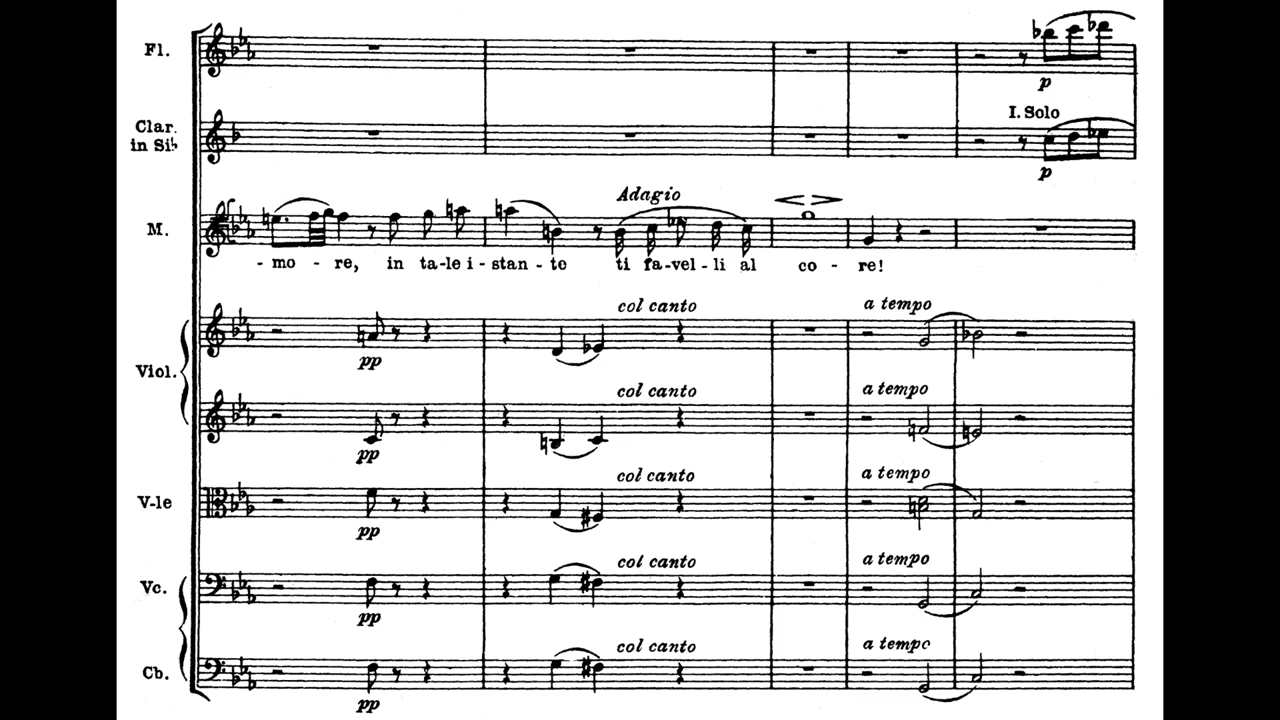 Fl.
p
Clar.
in Si♭
I. Solo
p
M.
Adagio
- mo - re, in ta-le i - stan - te ti fa-vel - li al co - re!
Viol.
col canto
a tempo
pp
col canto
a tempo
pp
V-le
col canto
a tempo
pp
Vc.
col canto
a tempo
pp
Cb.
col canto
a tempo
pp